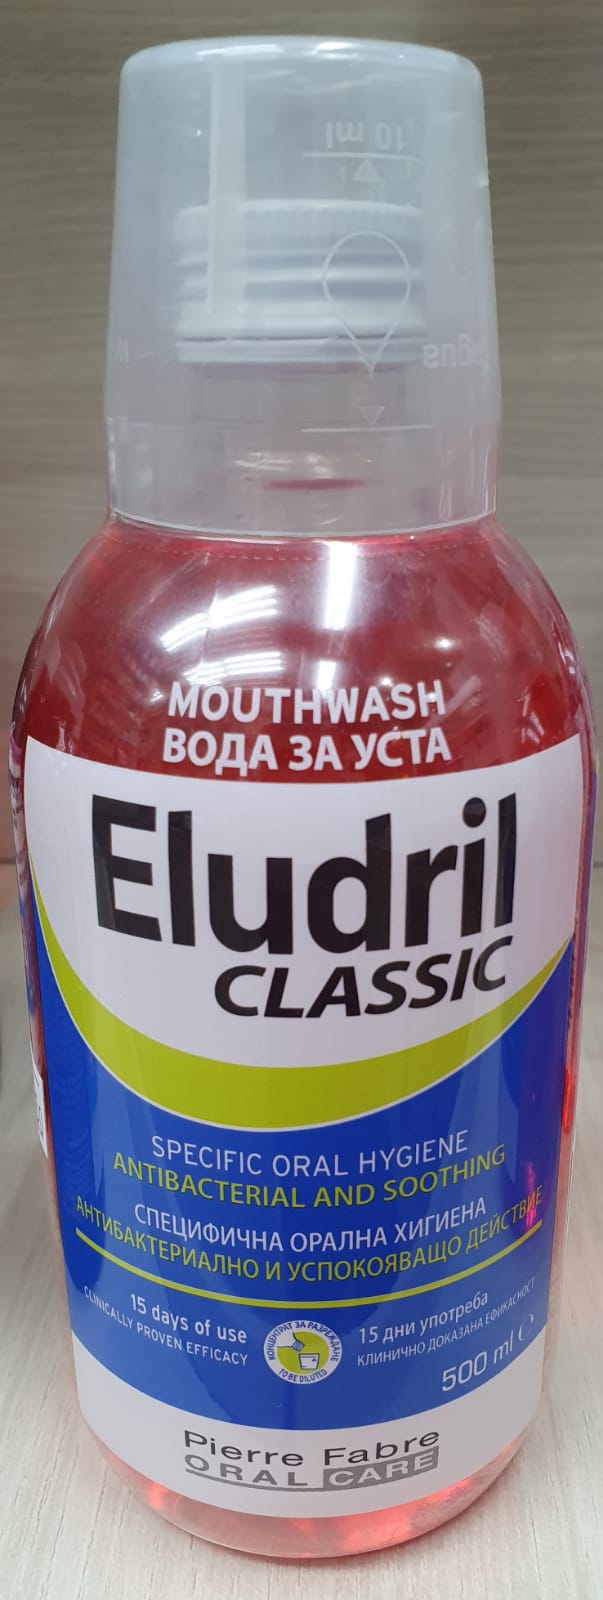 10 ml
MOUTHWASH
ВОДА ЗА УСТА
Eludril
CLASSIC
SPECIFIC ORAL HYGIENE
ANTIBACTERIAL AND SOOTHING
СПЕЦИФИЧНА ОРАЛНА ХИГИЕНА
АНТИБАКТЕРИАЛНО И УСПОКОЯВАЩО ДЕЙСТВИЕ
15 days of use
CLINICALLY PROVEN EFFICACY
КОНЦЕНТРАТ ЗА РАЗРЕЖДАНЕ
TO BE DILUTED
15 дни употреба
КЛИНИЧНО ДОКАЗАНА ЕФИКАСНОСТ
500 ml e
Pierre Fabre
ORAL CARE